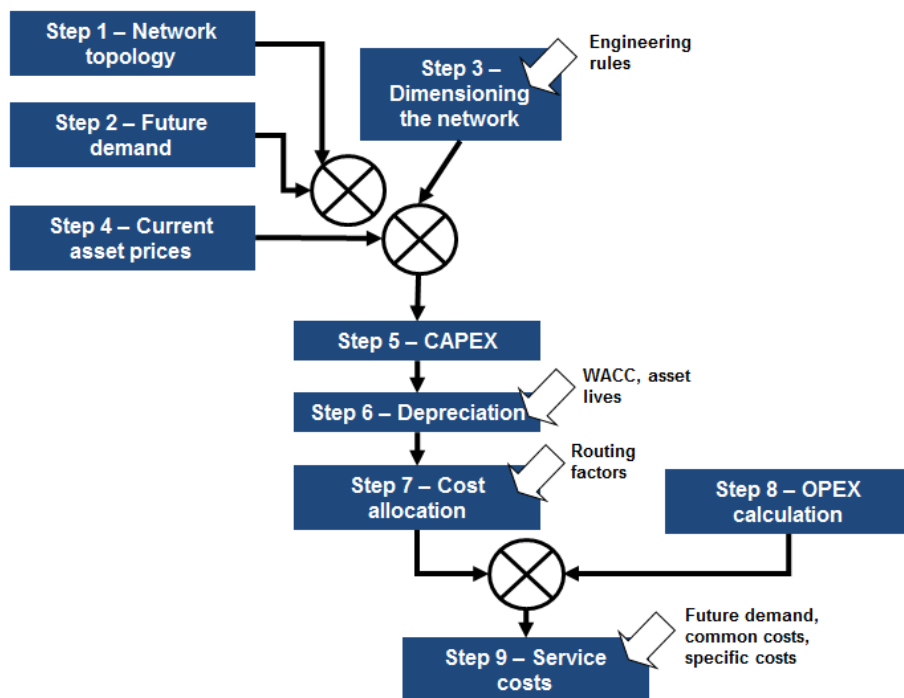 Step 1 – Network
topology
Engineering
rules
Step 3 –
Dimensioning
the network
Step 2 – Future
demand
Step 4 – Current
asset prices
Step 5 – CAPEX
WACC, asset
lives
Step 6 – Depreciation
Routing
factors
Step 7 – Cost
allocation
Step 8 – OPEX
calculation
Future demand,
common costs,
specific costs
Step 9 – Service
costs